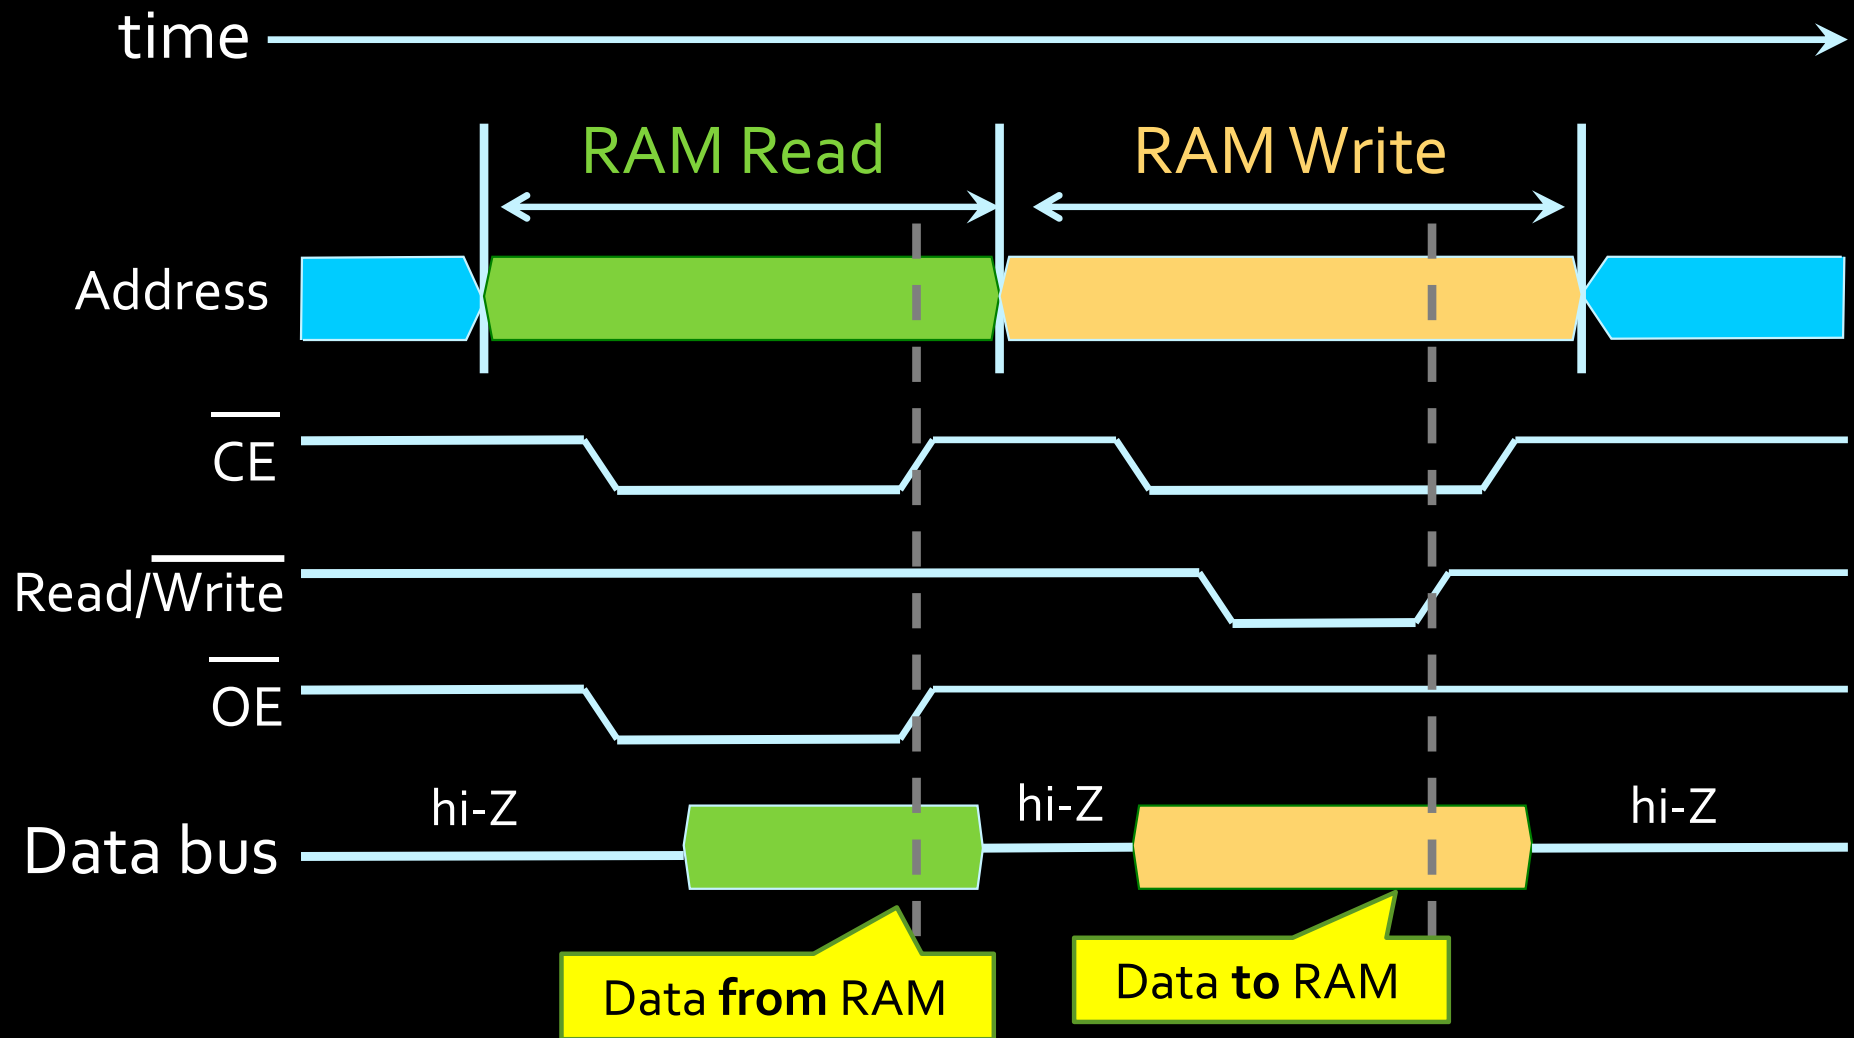 time
RAM Read
RAM Write
Address
CE
Read/Write
OE
hi-Z
hi-Z
hi-Z
Data bus
Data from RAM
Data to RAM